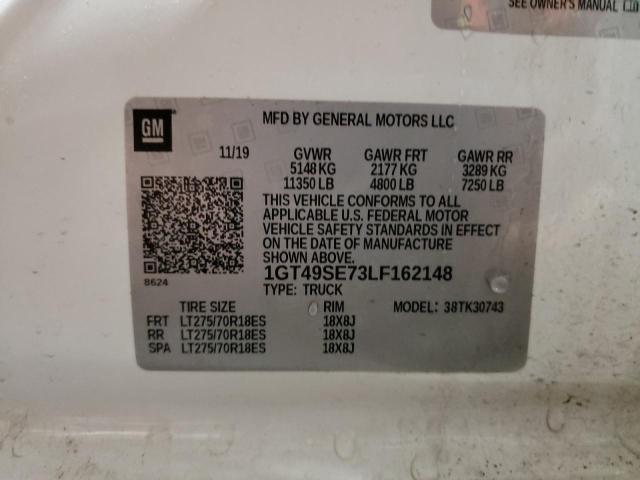 SEE OWNER'S MANUAL
GM
MFD BY GENERAL MOTORS LLC
11/19 GVWR GAWR FRT GAWR RR
5148 KG 2177 KG 3289 KG
11350 LB 4800 LB 7250 LB
THIS VEHICLE CONFORMS TO ALL
APPLICABLE U.S. FEDERAL MOTOR
VEHICLE SAFETY STANDARDS IN EFFECT
ON THE DATE OF MANUFACTURE
SHOWN ABOVE.
8624
1GT49SE73LF162148
TYPE: TRUCK
TIRE SIZE RIM MODEL: 38TK30743
FRT LT275/70R18ES 18X8J
RR LT275/70R18ES 18X8J
SPA LT275/70R18ES 18X8J